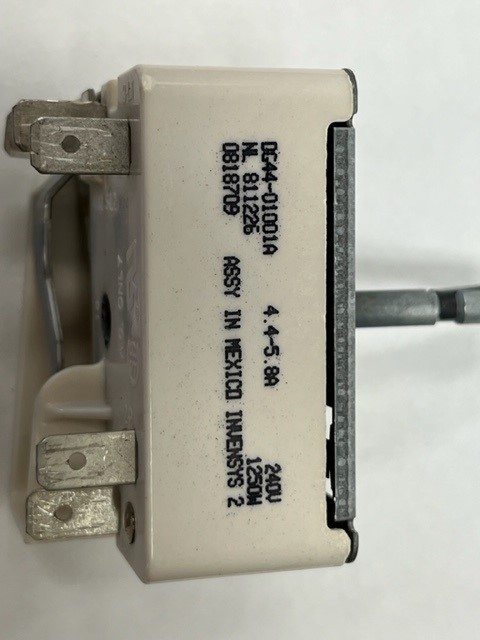 DG44-01001A 4.4-5.8A 240V
NL 811226 1250W
0818709 ASSY IN MEXICO INVENSYS 2